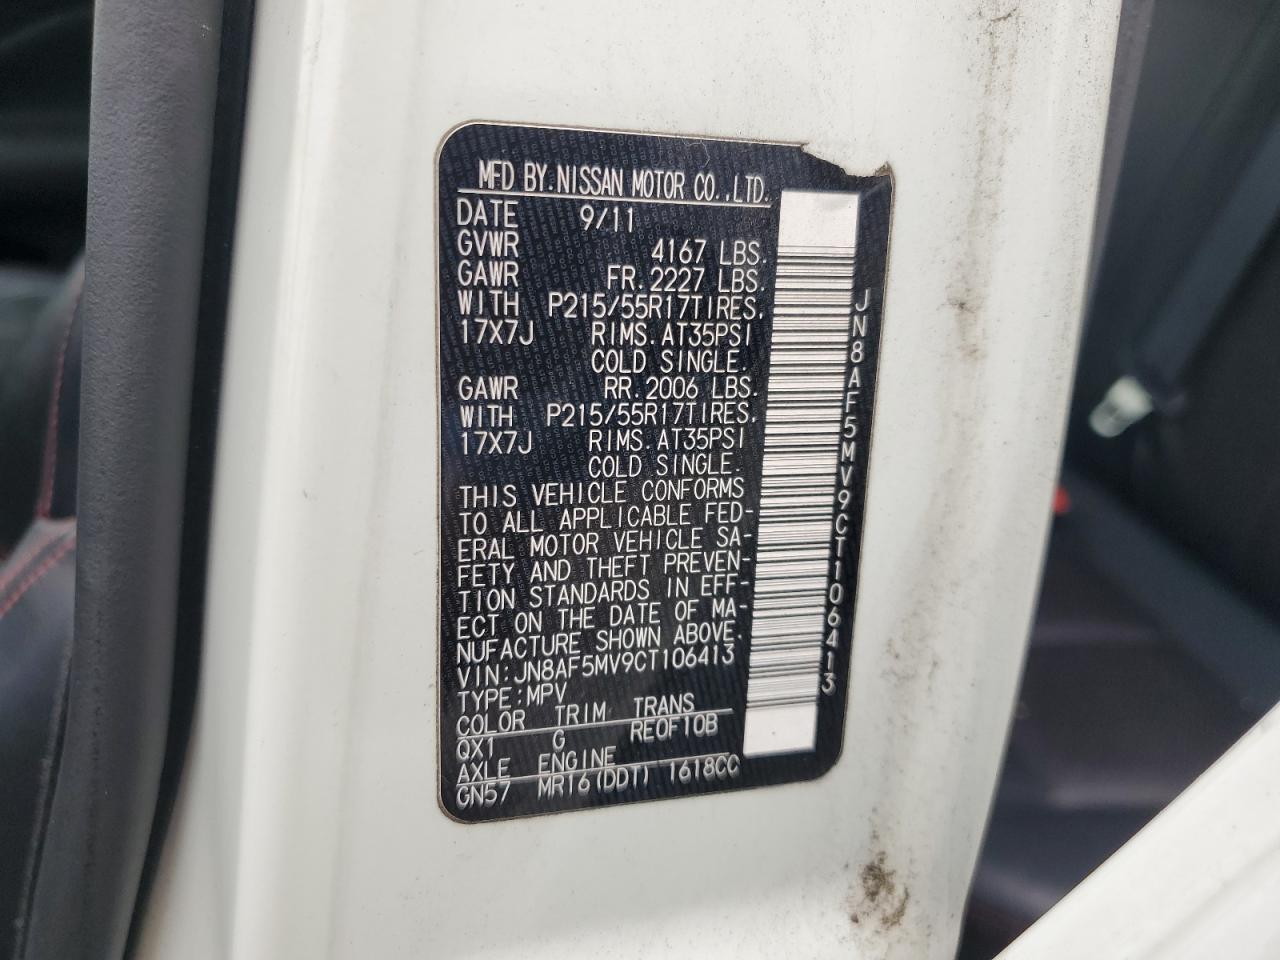 MFD BY.NISSAN MOTOR CO.,LTD.
DATE 9/11
GVWR 4167 LBS.
GAWR FR.2227 LBS.
WITH P215/55R17TIRES.
17X7J RIMS.AT35PSI
COLD SINGLE.
GAWR RR.2006 LBS.
WITH P215/55R17TIRES.
17X7J RIMS.AT35PSI
COLD SINGLE.
THIS VEHICLE CONFORMS
TO ALL APPLICABLE FED-
ERAL MOTOR VEHICLE SA-
FETY AND THEFT PREVEN-
TION STANDARDS IN EFF-
ECT ON THE DATE OF MA-
NUFACTURE SHOWN ABOVE.
VIN:JN8AF5MV9CT106413
TYPE:MPV
COLOR TRIM TRANS
QX1 G RE0F10B
AXLE ENGINE
GN57 MR16(DDT) 1618CC
JN8AF5MV9CT106413